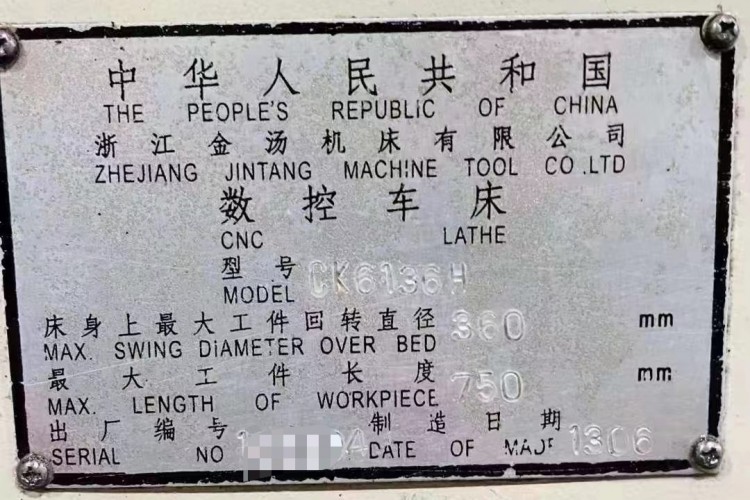 中华人民共和国
THE PEOPLE'S REPUBLIC OF CHINA
浙江金汤机床有限公司
ZHEJIANG JINTANG MACHINE TOOL CO.LTD
数控车床
CNC LATHE
型号
MODEL CK6136H
床身上最大工件回转直径 360 mm
MAX. SWING DIAMETER OVER BED
最大工件长度 750 mm
MAX. LENGTH OF WORKPIECE
出厂编号 制造日期 1306
SERIAL NO DATE OF MADE